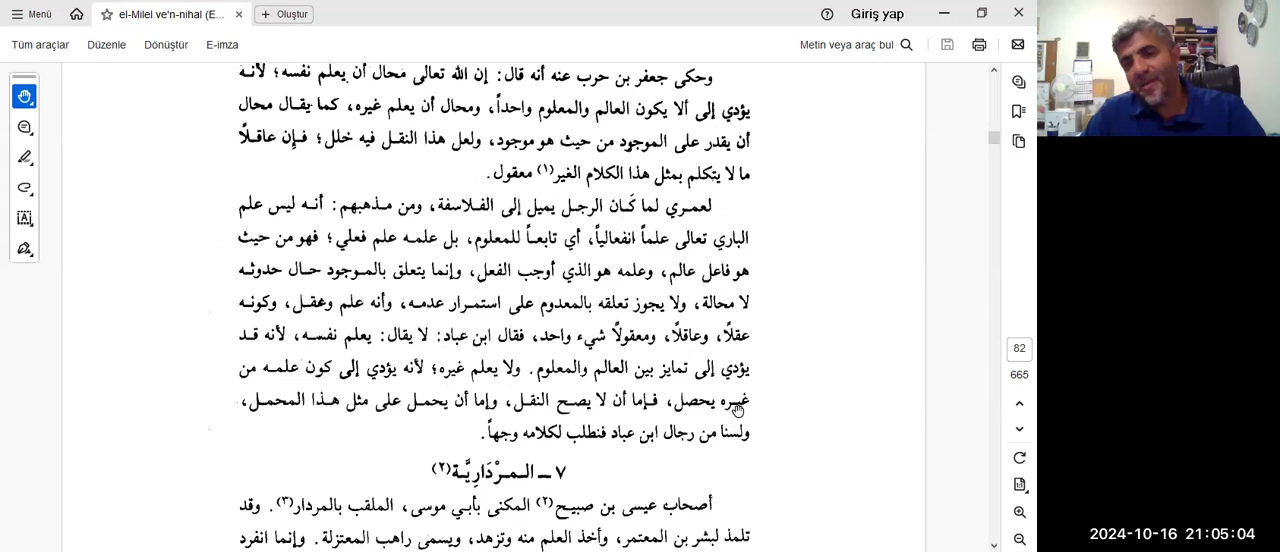 Menü
el-Milel ve'n-nihal (E...
Oluştur
Giriş yap
Tüm araçlar
Düzenle
Dönüştür
E-imza
Metin veya araç bul
وحكى جعفر بن حرب عنه أنه قال: إن الله تعالى محال أن يعلم نفسه؛ لأنه
يؤدي إلى ألا يكون العالم والمعلوم واحداً، ومحال أن يعلم غيره، كما يقال محال
أن يقدر على الموجود من حيث هو موجود، ولعل هذا النقل فيه خلل؛ فإن عاقلاً
ما لا يتكلم بمثل هذا الكلام الغير(١) معقول.
لعمري لما كَان الرجل يميل إلى الفلاسفة، ومن مذهبهم: أنه ليس علم
الباري تعالى علماً انفعالياً، أي تابعاً للمعلوم، بل علمه علم فعلي؛ فهو من حيث
هو فاعل عالم، وعلمه هو الذي أوجب الفعل، وإنما يتعلق بالموجود حال حدوثه
لا محالة، ولا يجوز تعلقه بالمعدوم على استمرار عدمه، وأنه علم وعقل، وكونه
عقلاً، وعاقلاً، ومعقولاً شيء واحد، فقال ابن عباد: لا يقال: يعلم نفسه، لأنه قد
يؤدي إلى تمايز بين العالم والمعلوم. ولا يعلم غيره؛ لأنه يؤدي إلى كون علمه من
غيره يحصل، فإما أن لا يصح النقل، وإما أن يحمل على مثل هذا المحمل،
ولسنا من رجال ابن عباد فنطلب لكلامه وجهاً.
٧ ـ المرْدَارِيَّة(٢)
أصحاب عيسى بن صبيح(٢) المكنى بأبي موسى، الملقب بالمردار(٣). وقد
تلمذ لبشر بن المعتمر، وأخذ العلم منه وتزهد، ويسمى راهب المعتزلة. وإنما انفرد
82
665
2024-10-16 21:05:04